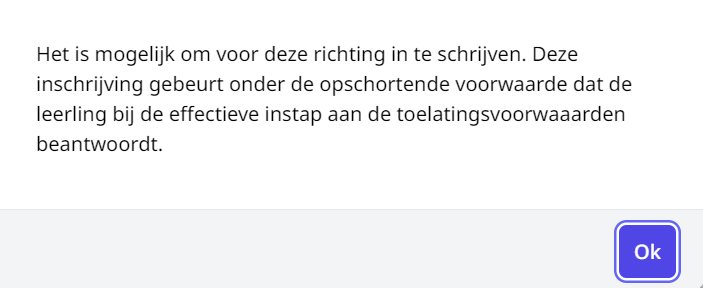 Het is mogelijk om voor deze richting in te schrijven. Deze
inschrijving gebeurt onder de opschortende voorwaarde dat de
leerling bij de effectieve instap aan de toelatingsvoorwaaarden
beantwoordt.
Ok